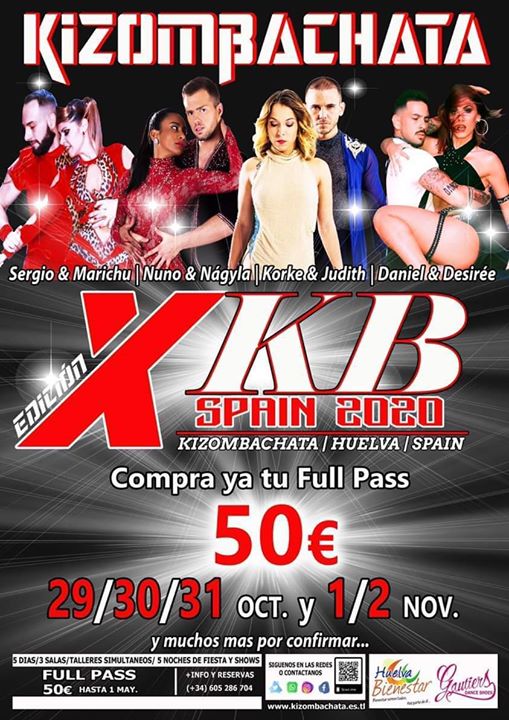 KIZOMBACHATA
Sergio & Marichu | Nuno & Nágyla | Korke & Judith | Daniel & Desirée
EDICIÓN
X KB
SPAIN 2020
KIZOMBACHATA / HUELVA / SPAIN
Compra ya tu Full Pass
50€
29/30/31 OCT. y 1/2 NOV.
y muchos mas por confirmar...
5 DIAS/3 SALAS/TALLERES SIMULTANEOS/ 5 NOCHES DE FIESTA Y SHOWS
FULL PASS
50€ HASTA 1 MAY.
+INFO Y RESERVAS
(+34) 605 286 704
SIGUENOS EN LAS REDES
O CONTACTANOS
www.kizombachata.es.tl
Huelva
Bienestar
Gautiers
DANCE SHOES